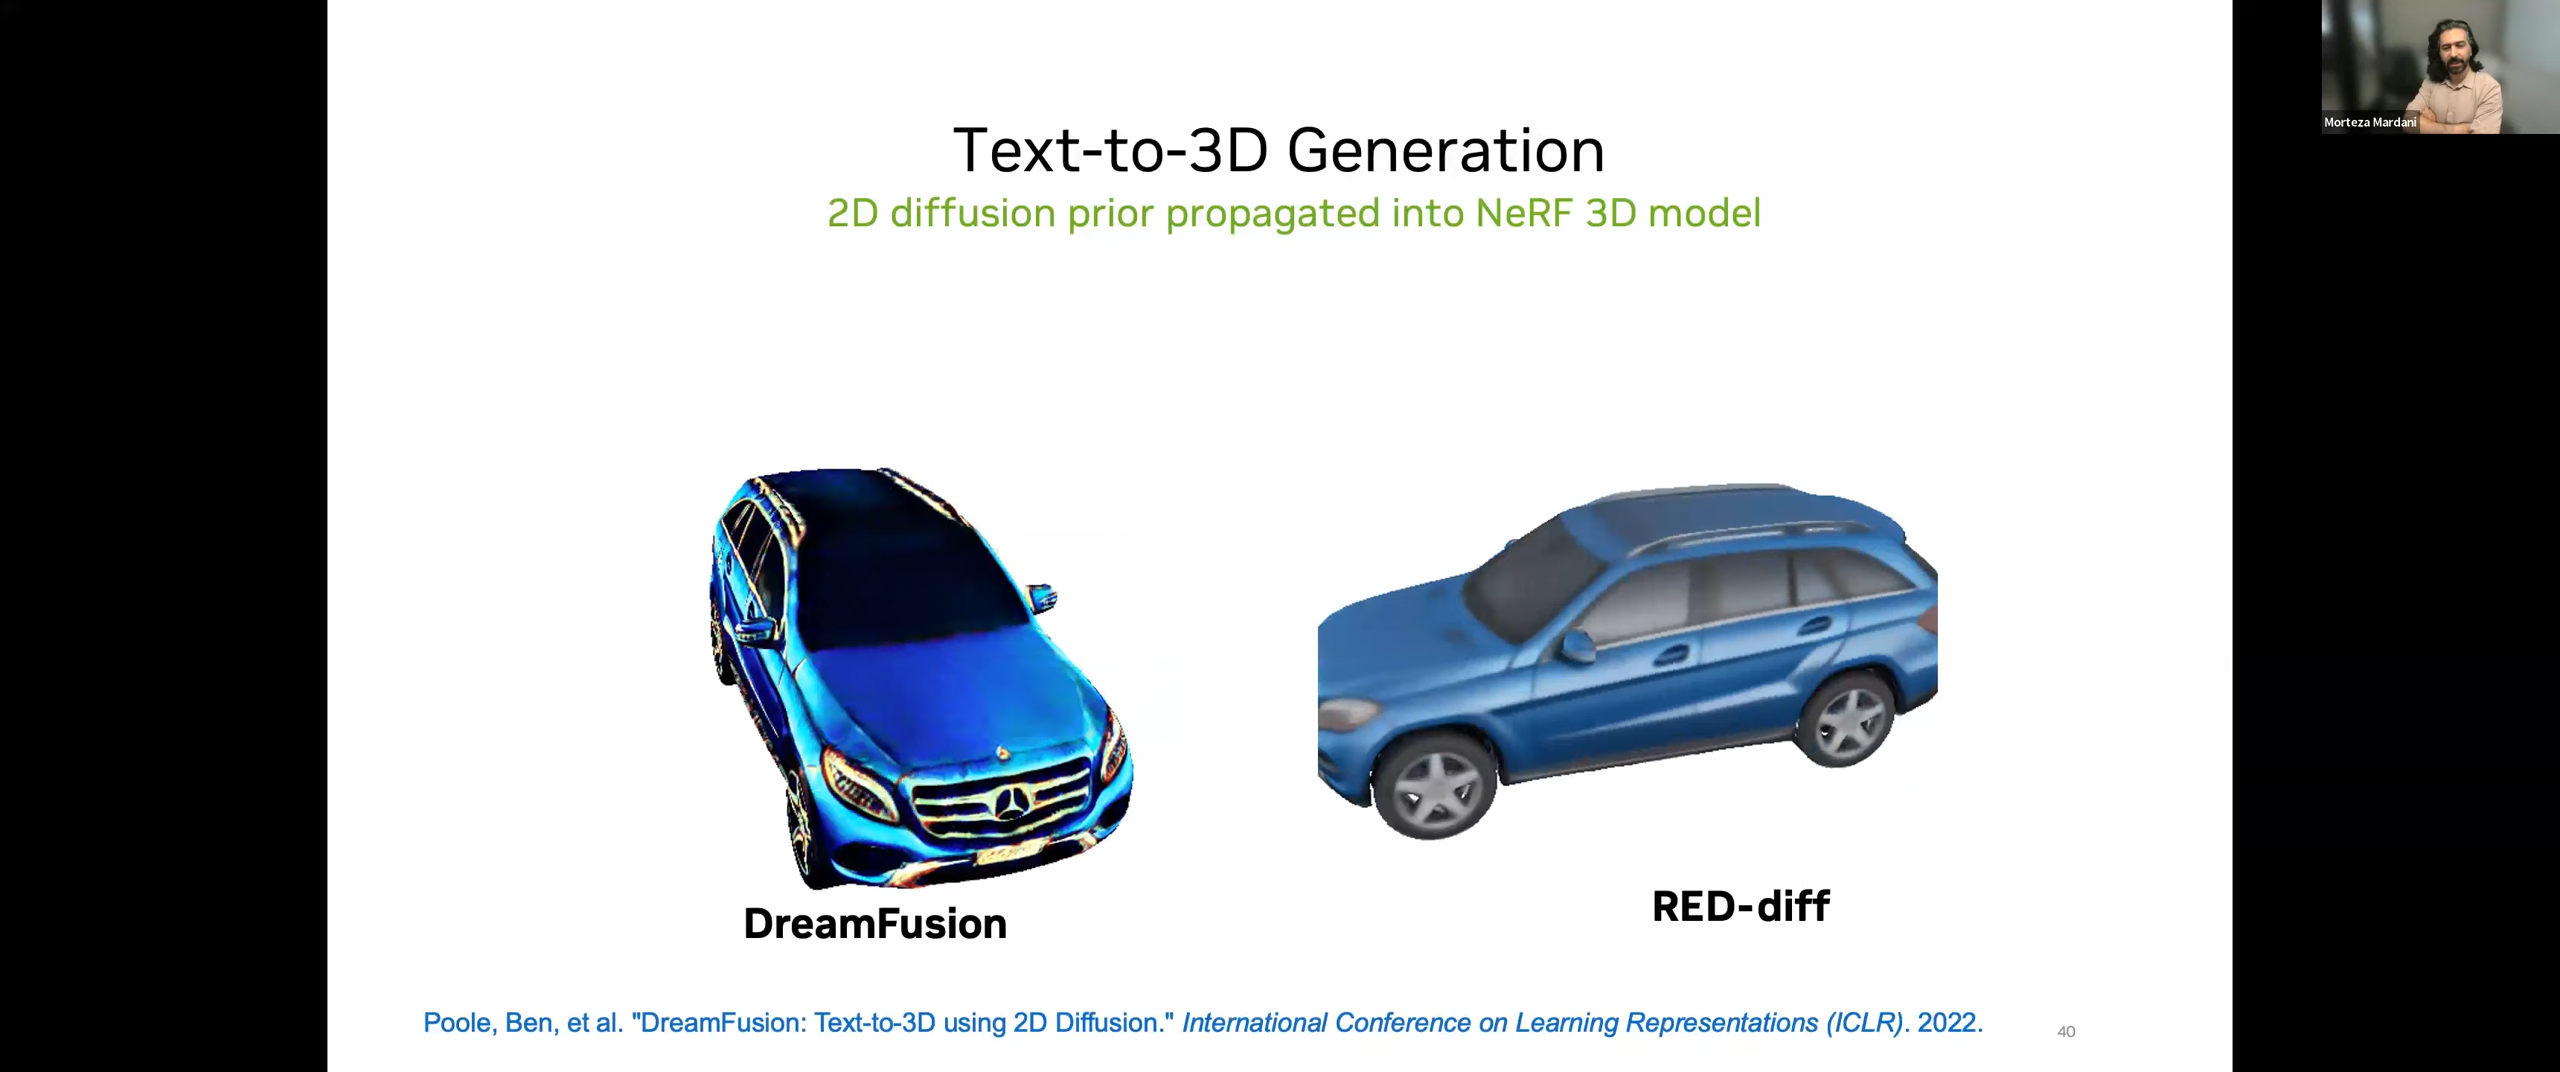 Morteza Mardani
Text-to-3D Generation
2D diffusion prior propagated into NeRF 3D model
DreamFusion
RED-diff
Poole, Ben, et al. "DreamFusion: Text-to-3D using 2D Diffusion." International Conference on Learning Representations (ICLR). 2022.
40